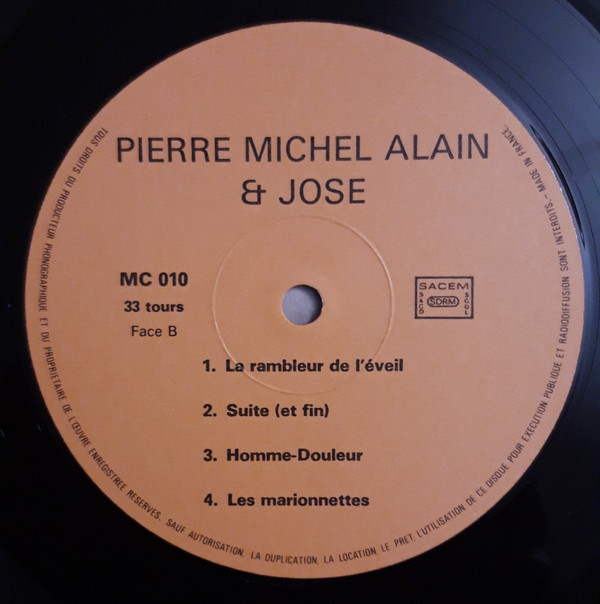 PIERRE MICHEL ALAIN
& JOSE
MC 010
33 tours
Face B
SACEM
SACD
SDRM
SGDL
1. La rambleur de l'éveil
2. Suite (et fin)
3. Homme-Douleur
4. Les marionnettes
TOUS DROITS DU PRODUCTEUR PHONOGRAPHIQUE ET DU PROPRIETAIRE DE L'ŒUVRE ENREGISTREE RESERVES. SAUF AUTORISATION, LA DUPLICATION, LA LOCATION, LE PRET, L'UTILISATION DE CE DISQUE POUR EXECUTION PUBLIQUE ET RADIODIFFUSION SONT INTERDITS. - MADE IN FRANCE.